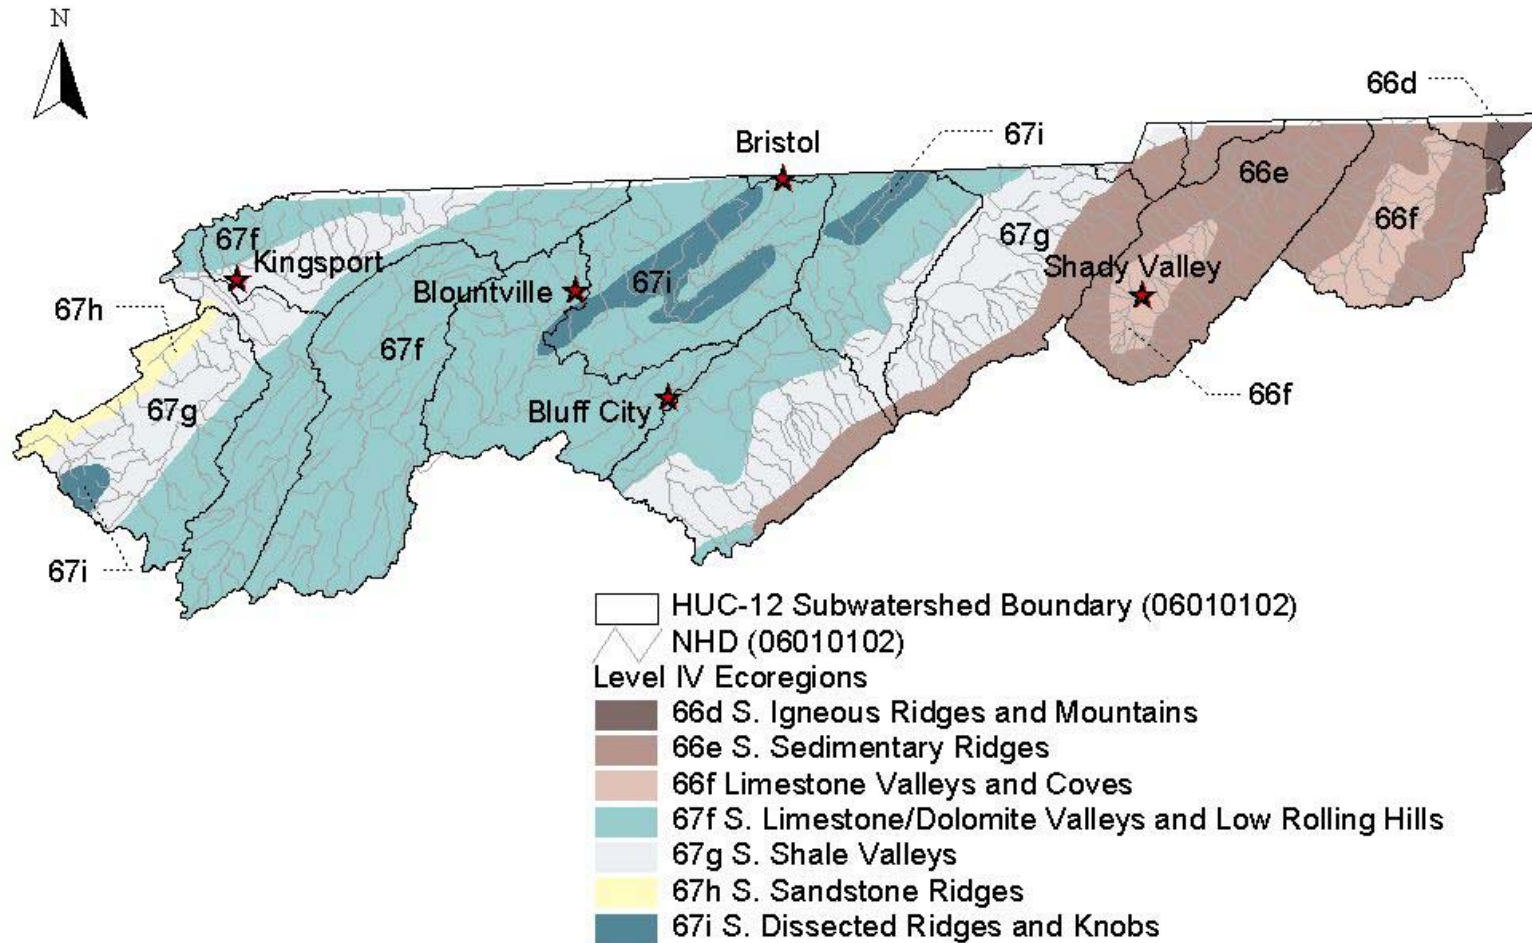 N
66d
Bristol
67i
66e
67f
66f
67g
Kingsport
Shady Valley
Blountville
67i
67h
67f
66f
67g
Bluff City
67i
HUC-12 Subwatershed Boundary (06010102)
NHD (06010102)
Level IV Ecoregions
66d S. Igneous Ridges and Mountains
66e S. Sedimentary Ridges
66f Limestone Valleys and Coves
67f S. Limestone/Dolomite Valleys and Low Rolling Hills
67g S. Shale Valleys
67h S. Sandstone Ridges
67i S. Dissected Ridges and Knobs